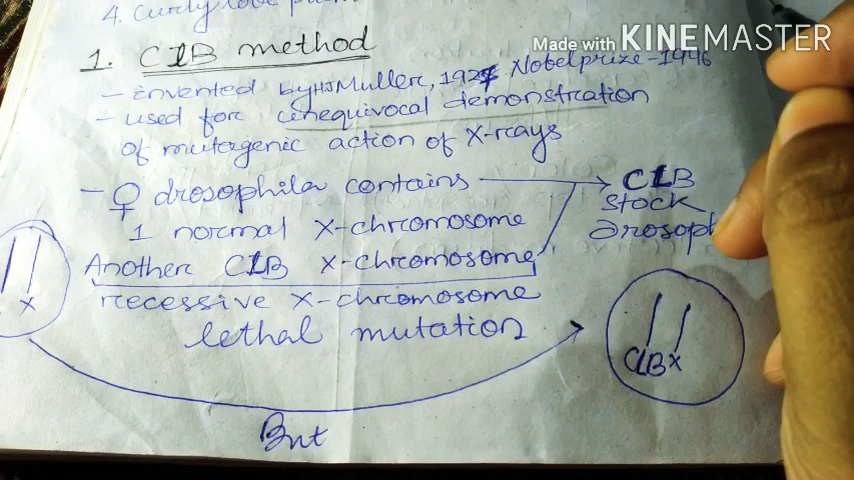 4. Curly lobe
Made with KINEMASTER
1. ClB method
- invented by HJ Muller, 1927, Nobel prize - 1946
- used for unequivocal demonstration
of mutagenic action of X-rays
- ♀ drosophila contains → CLB
stock
Drosoph
1 normal X-chromosome
Another CLB X-chromosome
recessive X-chromosome
lethal mutation
X
CLB X
But